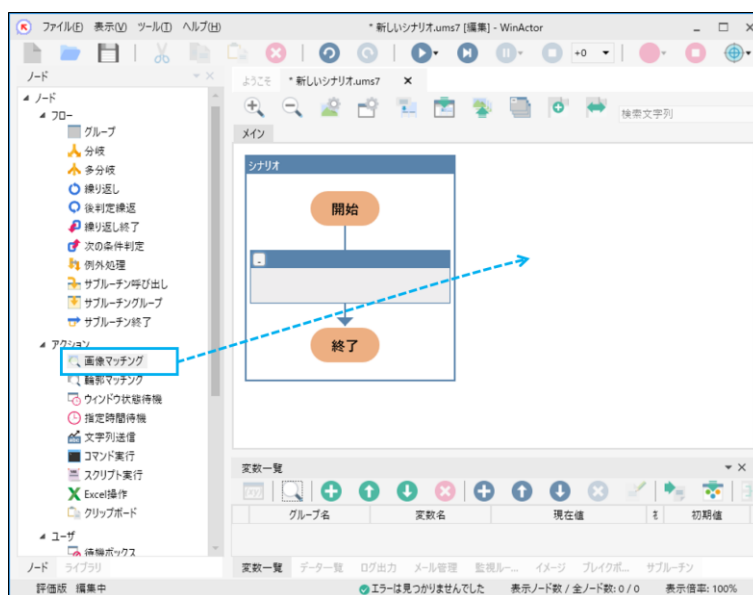 ファイル(F) 表示(V) ツール(T) ヘルプ(H)
* 新しいシナリオ.ums7 [編集] - WinActor
+0
ノード
ようこそ
* 新しいシナリオ.ums7
検索文字列
メイン
ノード
フロー
グループ
分岐
多分岐
繰り返し
後判定繰返
繰り返し終了
次の条件判定
例外処理
サブルーチン呼び出し
サブルーチングループ
サブルーチン終了
アクション
画像マッチング
輪郭マッチング
ウィンドウ状態待機
指定時間待機
文字列送信
コマンド実行
スクリプト実行
Excel操作
クリップボード
ユーザ
待機ボックス
ノード ライブラリ
シナリオ
開始
終了
変数一覧
グループ名 変数名 現在値 初期値
変数一覧 データ一覧 ログ出力 メール管理 監視ルー... イメージ ブレイクポ... サブルーチン
評価版 編集中
エラーは見つかりませんでした 表示ノード数 / 全ノード数: 0 / 0 表示倍率: 100%